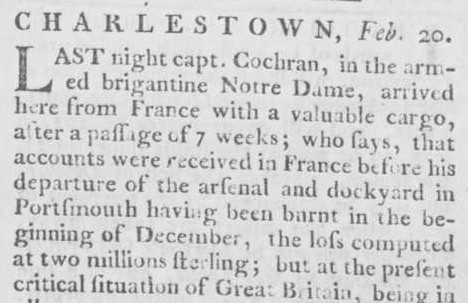 CHARLESTOWN, Feb. 20.
LAST night capt. Cochran, in the arm-
ed brigantine Notre Dame, arrived
here from France with a valuable cargo,
after a paſſage of 7 weeks; who ſays, that
accounts were received in France before his
departure of the arſenal and dockyard in
Portſmouth having been burnt in the be-
ginning of December, the loſs computed
at two millions ſterling; but at the preſent
critical ſituation of Great Britain, being in